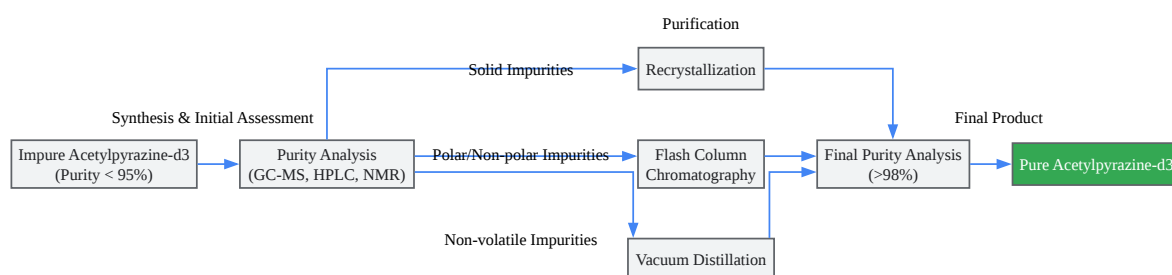 Purification
Solid Impurities
Recrystallization
Synthesis & Initial Assessment
Final Product
Impure Acetylpyrazine-d3
(Purity < 95%)
Purity Analysis
(GC-MS, HPLC, NMR)
Polar/Non-polar Impurities
Flash Column
Chromatography
Final Purity Analysis
(>98%)
Pure Acetylpyrazine-d3
Non-volatile Impurities
Vacuum Distillation